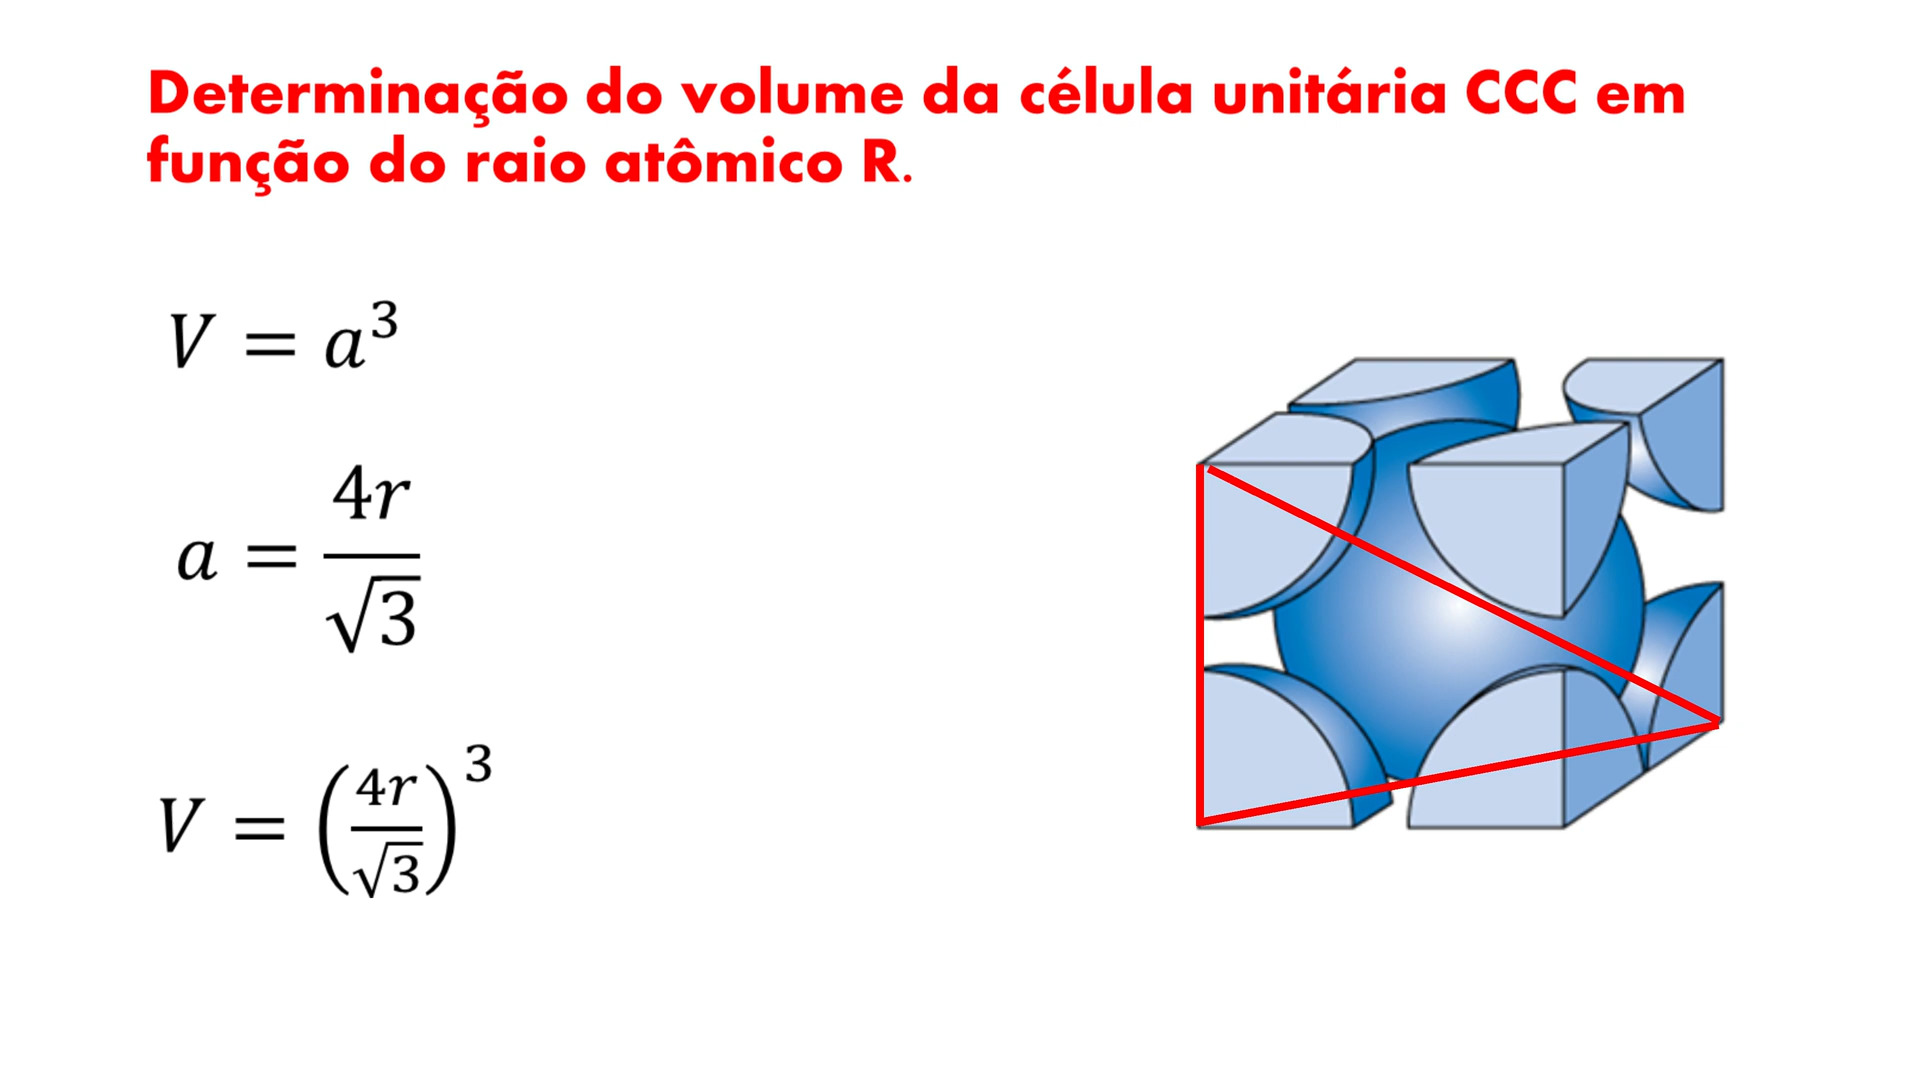 Determinação do volume da célula unitária CCC em
função do raio atômico R.
V = a³
a = 4r/√3
V = (4r/√3)³